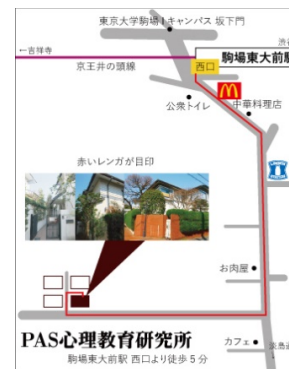 東京大学駒場Ⅰキャンパス 坂下門
←吉祥寺
渋谷
京王井の頭線
駒場東大前駅
西口
公衆トイレ
中華料理店
赤いレンガが目印
お肉屋
PAS心理教育研究所
カフェ
駒場東大前駅 西口より徒歩5分